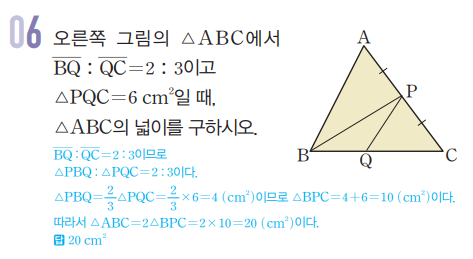 06 오른쪽 그림의 △ABC에서
BQ : QC=2 : 3이고
△PQC=6 cm²일 때,
△ABC의 넓이를 구하시오.
BQ : QC=2 : 3이므로
△PBQ : △PQC=2 : 3이다.
△PBQ=2/3△PQC=2/3×6=4 (cm²)이므로 △BPC=4+6=10 (cm²)이다.
따라서 △ABC=2△BPC=2×10=20 (cm²)이다.
답 20 cm²
A
P
B
Q
C